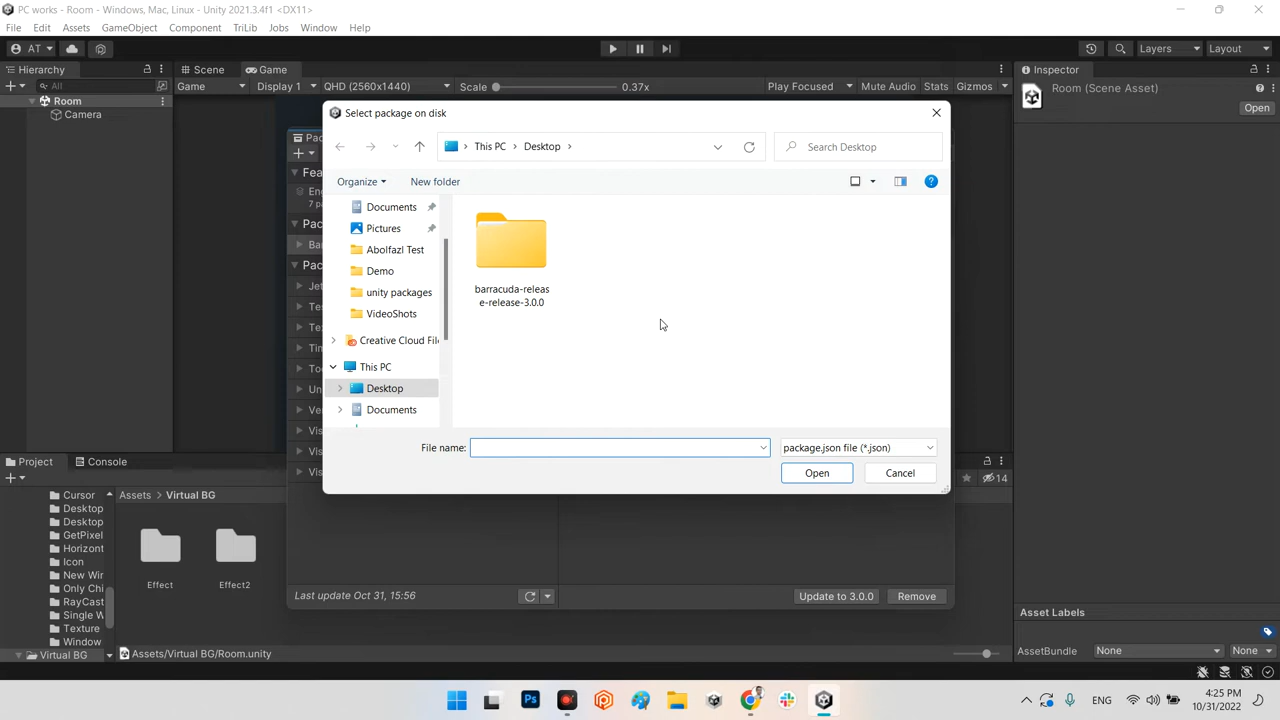 PC works - Room - Windows, Mac, Linux - Unity 2021.3.4f1 <DX11>
File Edit Assets GameObject Component TriLib Jobs Window Help
AT Layers Layout
Hierarchy Scene Game Inspector
All Game Display 1 QHD (2560x1440) Scale 0.37x Play Focused Mute Audio Stats Gizmos
Room (Scene Asset)
Open
Room
Camera
Select package on disk
This PC > Desktop >
Search Desktop
Organize New folder
Documents
Pictures
Abolfazl Test
Demo
unity packages
VideoShots
Creative Cloud File
This PC
Desktop
Documents
barracuda-releas
e-release-3.0.0
File name: package.json file (*.json)
Open Cancel
Project Console
14
Cursor
Desktop
Desktop
GetPixel
Horizont
Icon
New Wir
Only Chi
RayCast
Single W
Texture
Window
Virtual BG
Assets > Virtual BG
Effect Effect2
Assets/Virtual BG/Room.unity
Last update Oct 31, 15:56
Update to 3.0.0 Remove
Asset Labels
AssetBundle None None
Ps
ENG
4:25 PM
10/31/2022